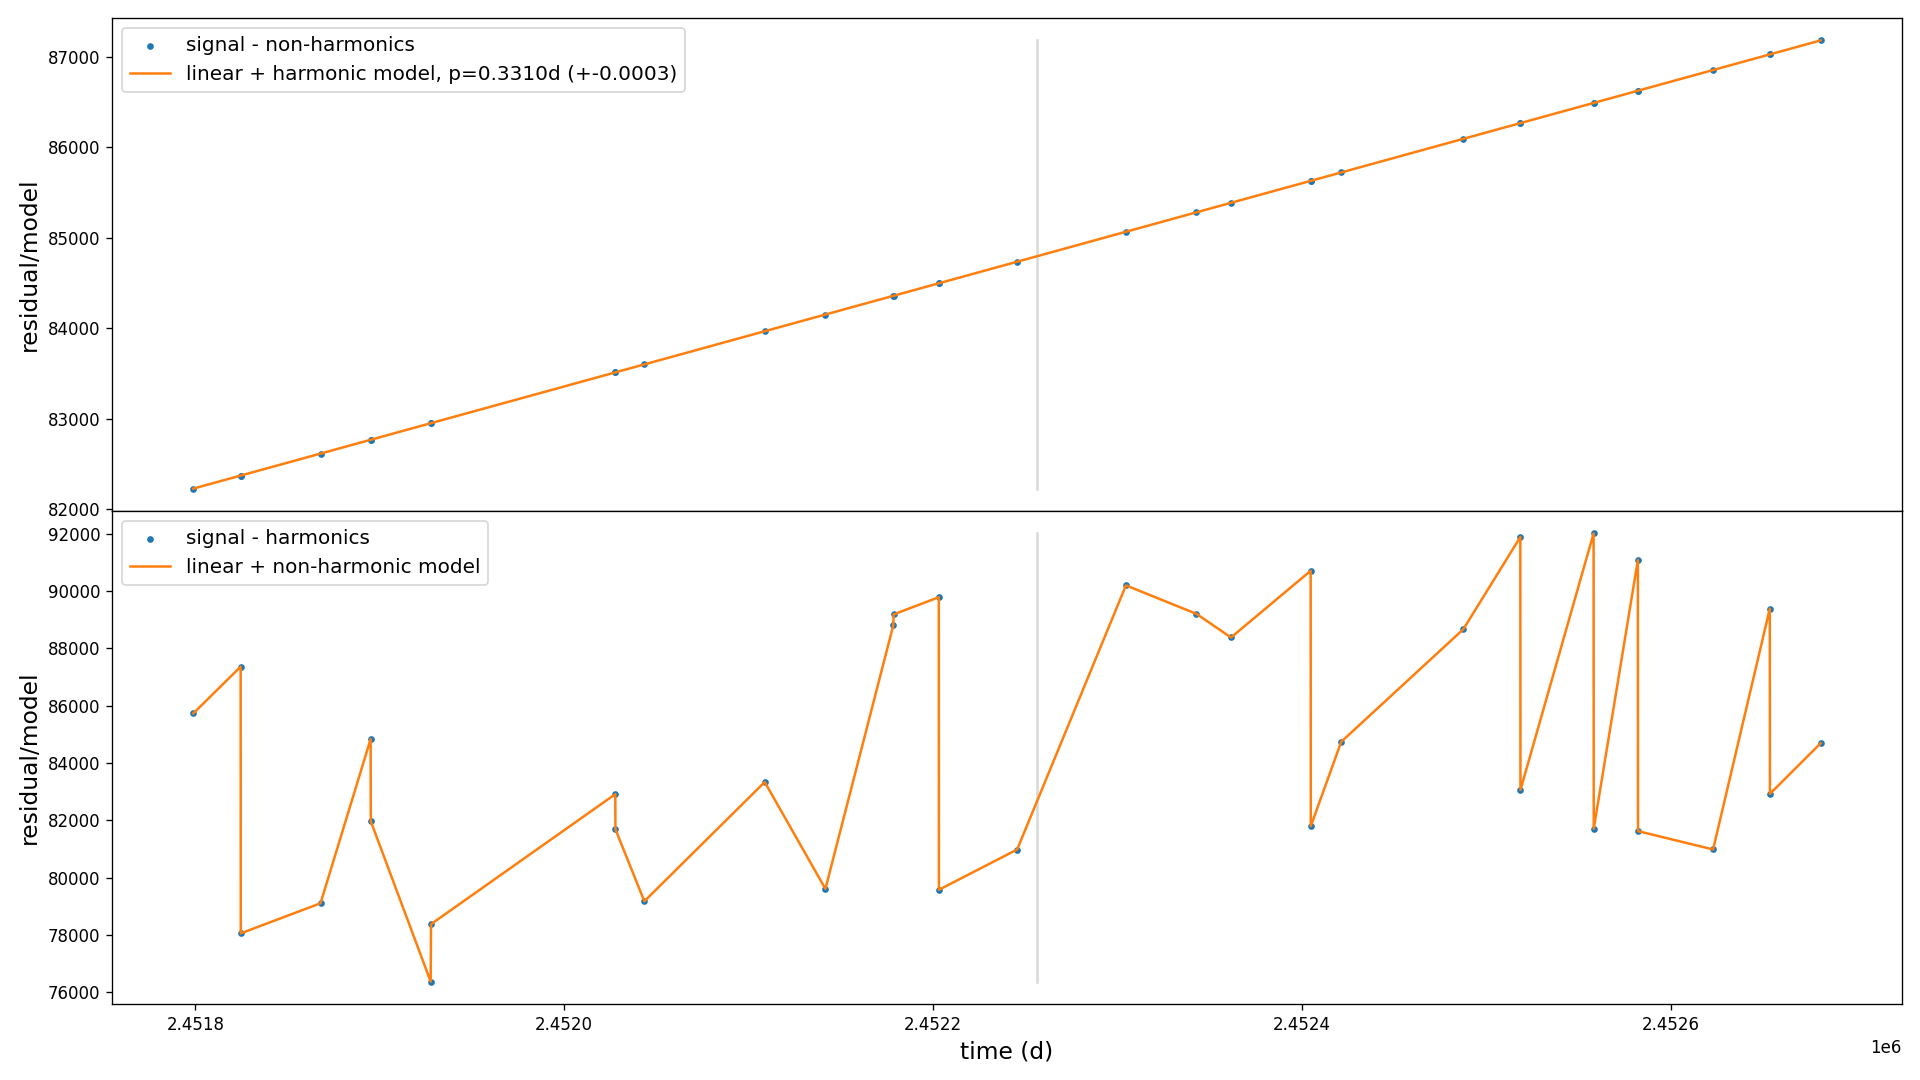 signal - non-harmonics
linear + harmonic model, p=0.3310d (+-0.0003)
87000
86000
85000
84000
83000
82000
residual/model
signal - harmonics
linear + non-harmonic model
92000
90000
88000
86000
84000
82000
80000
78000
76000
residual/model
2.4518 2.4520 2.4522 2.4524 2.4526
time (d)
1e6